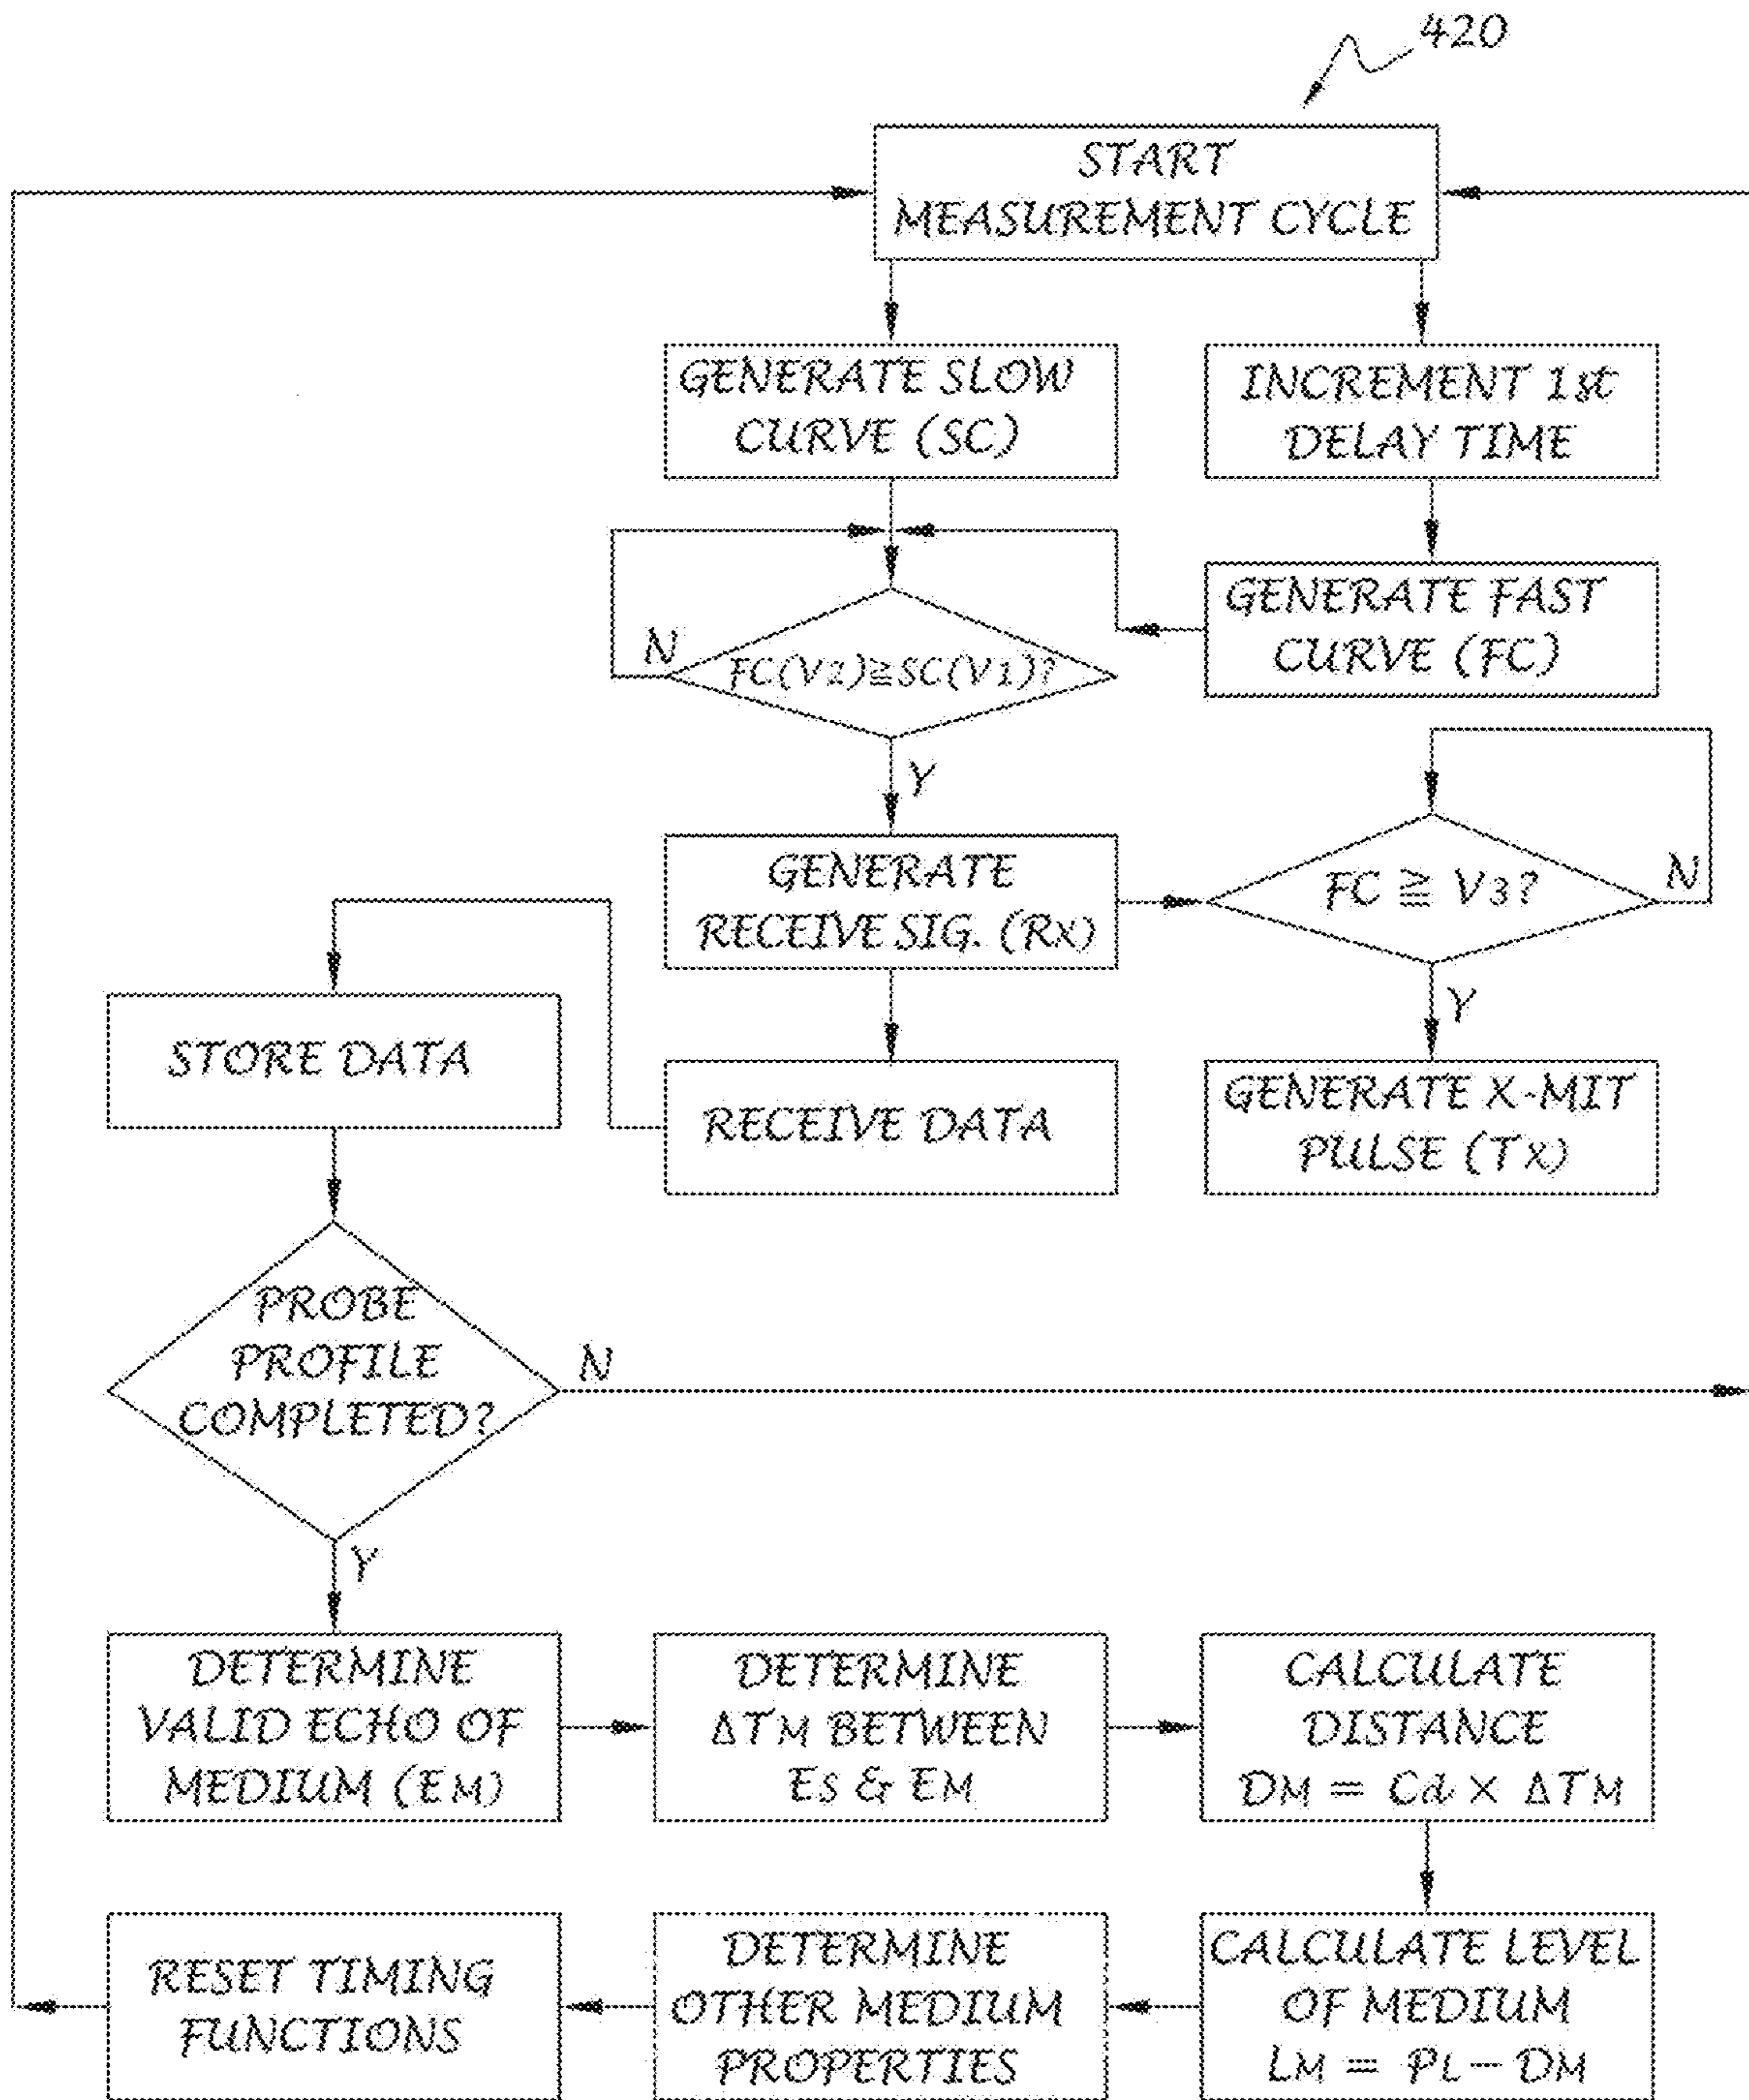 420
START
MEASUREMENT CYCLE
GENERATE SLOW
CURVE (SC)
INCREMENT 1st
DELAY TIME
GENERATE FAST
CURVE (FC)
N
FC(V2)≧SC(V1)?
Y
GENERATE
RECEIVE SIG. (Rx)
FC ≧ V3?
N
Y
STORE DATA
RECEIVE DATA
GENERATE X-MIT
PULSE (Tx)
PROBE
PROFILE
COMPLETED?
N
Y
DETERMINE
VALID ECHO OF
MEDIUM (EM)
DETERMINE
ΔTM BETWEEN
ES & EM
CALCULATE
DISTANCE
DM = Cd × ΔTM
RESET TIMING
FUNCTIONS
DETERMINE
OTHER MEDIUM
PROPERTIES
CALCULATE LEVEL
OF MEDIUM
LM = PL – DM